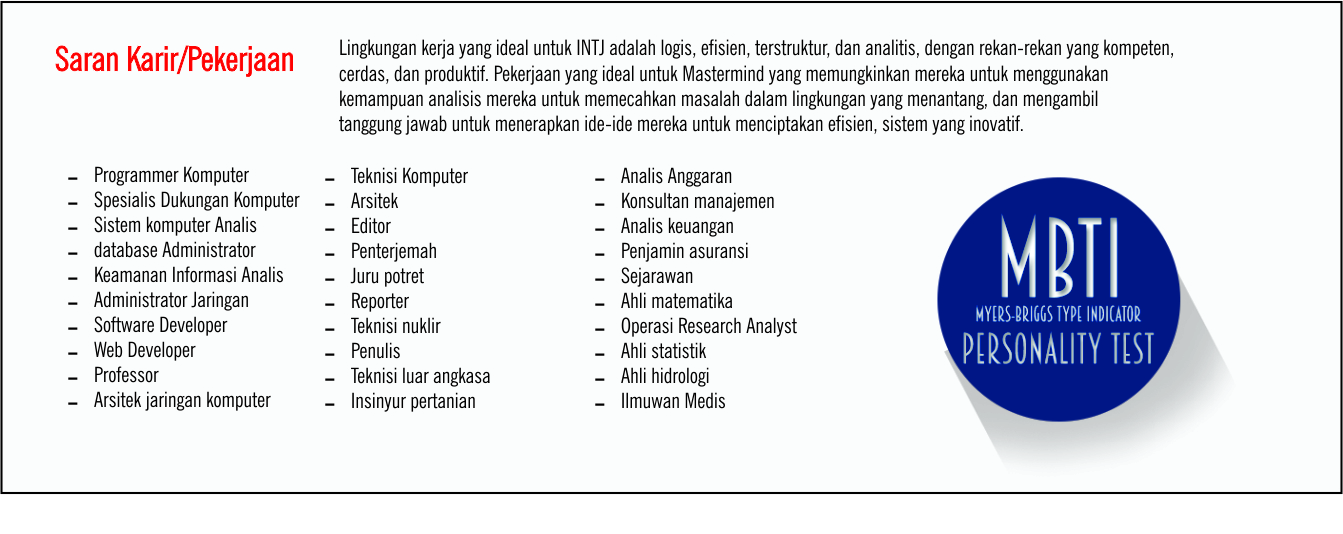 Saran Karir/Pekerjaan
Lingkungan kerja yang ideal untuk INTJ adalah logis, efisien, terstruktur, dan analitis, dengan rekan-rekan yang kompeten,
cerdas, dan produktif. Pekerjaan yang ideal untuk Mastermind yang memungkinkan mereka untuk menggunakan
kemampuan analisis mereka untuk memecahkan masalah dalam lingkungan yang menantang, dan mengambil
tanggung jawab untuk menerapkan ide-ide mereka untuk menciptakan efisien, sistem yang inovatif.
- Programmer Komputer
- Spesialis Dukungan Komputer
- Sistem komputer Analis
- database Administrator
- Keamanan Informasi Analis
- Administrator Jaringan
- Software Developer
- Web Developer
- Professor
- Arsitek jaringan komputer
- Teknisi Komputer
- Arsitek
- Editor
- Penterjemah
- Juru potret
- Reporter
- Teknisi nuklir
- Penulis
- Teknisi luar angkasa
- Insinyur pertanian
- Analis Anggaran
- Konsultan manajemen
- Analis keuangan
- Penjamin asuransi
- Sejarawan
- Ahli matematika
- Operasi Research Analyst
- Ahli statistik
- Ahli hidrologi
- Ilmuwan Medis
MBTI
MYERS-BRIGGS TYPE INDICATOR
PERSONALITY TEST